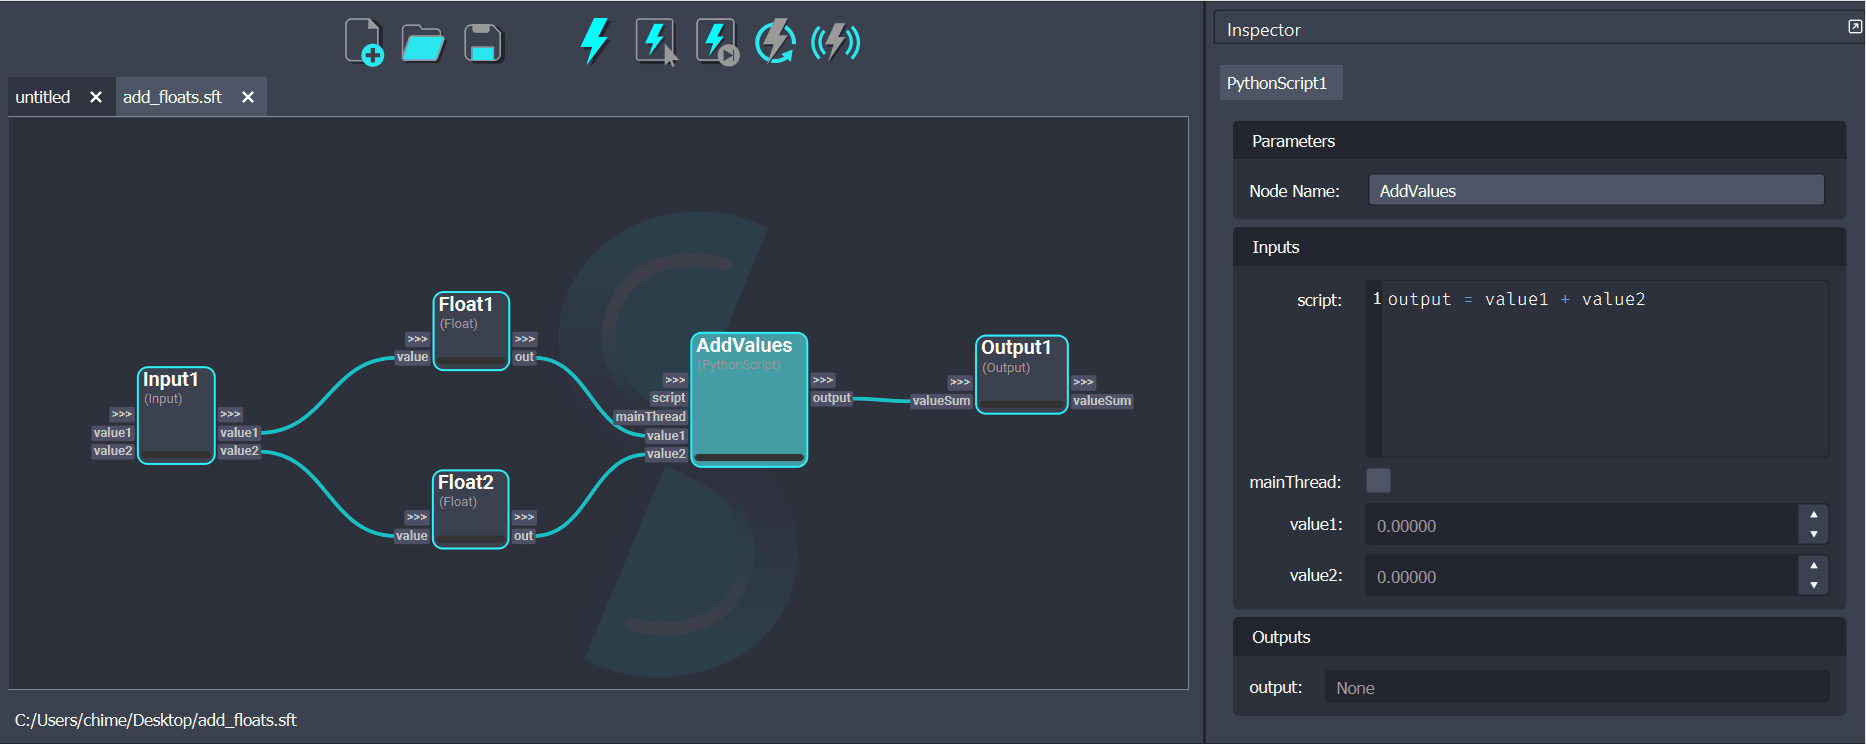 untitled
add_floats.sft
Input1
(Input)
>>> >>>
value1 value1
value2 value2
Float1
(Float)
>>> >>>
value out
Float2
(Float)
>>> >>>
value out
AddValues
(PythonScript)
>>> >>>
script output
mainThread
value1
value2
Output1
(Output)
>>> >>>
valueSum valueSum
C:/Users/chime/Desktop/add_floats.sft
Inspector
PythonScript1
Parameters
Node Name: AddValues
Inputs
script: 1 output = value1 + value2
mainThread:
value1: 0.00000
value2: 0.00000
Outputs
output: None